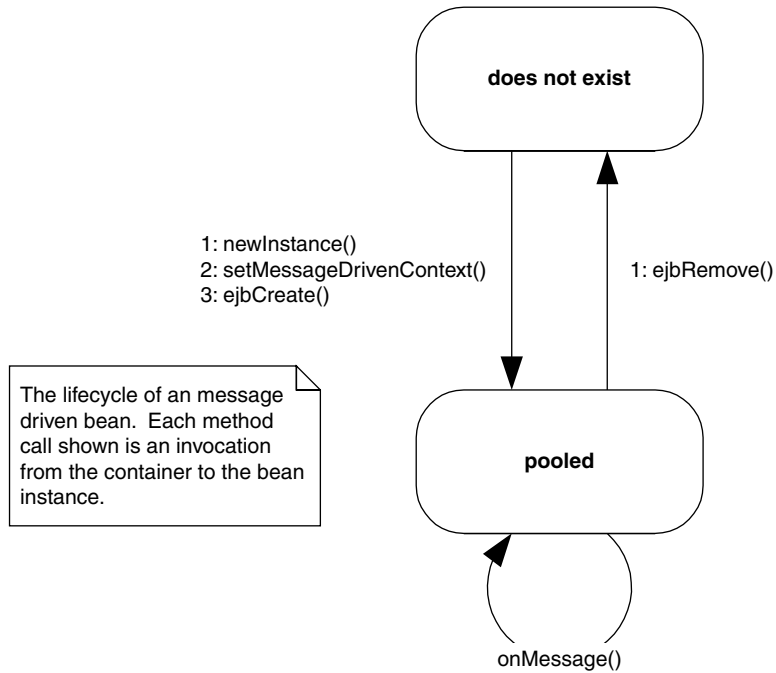 does not exist
1: newInstance()
2: setMessageDrivenContext()
3: ejbCreate()
1: ejbRemove()
The lifecycle of an message
driven bean.  Each method
call shown is an invocation
from the container to the bean
instance.
pooled
onMessage()